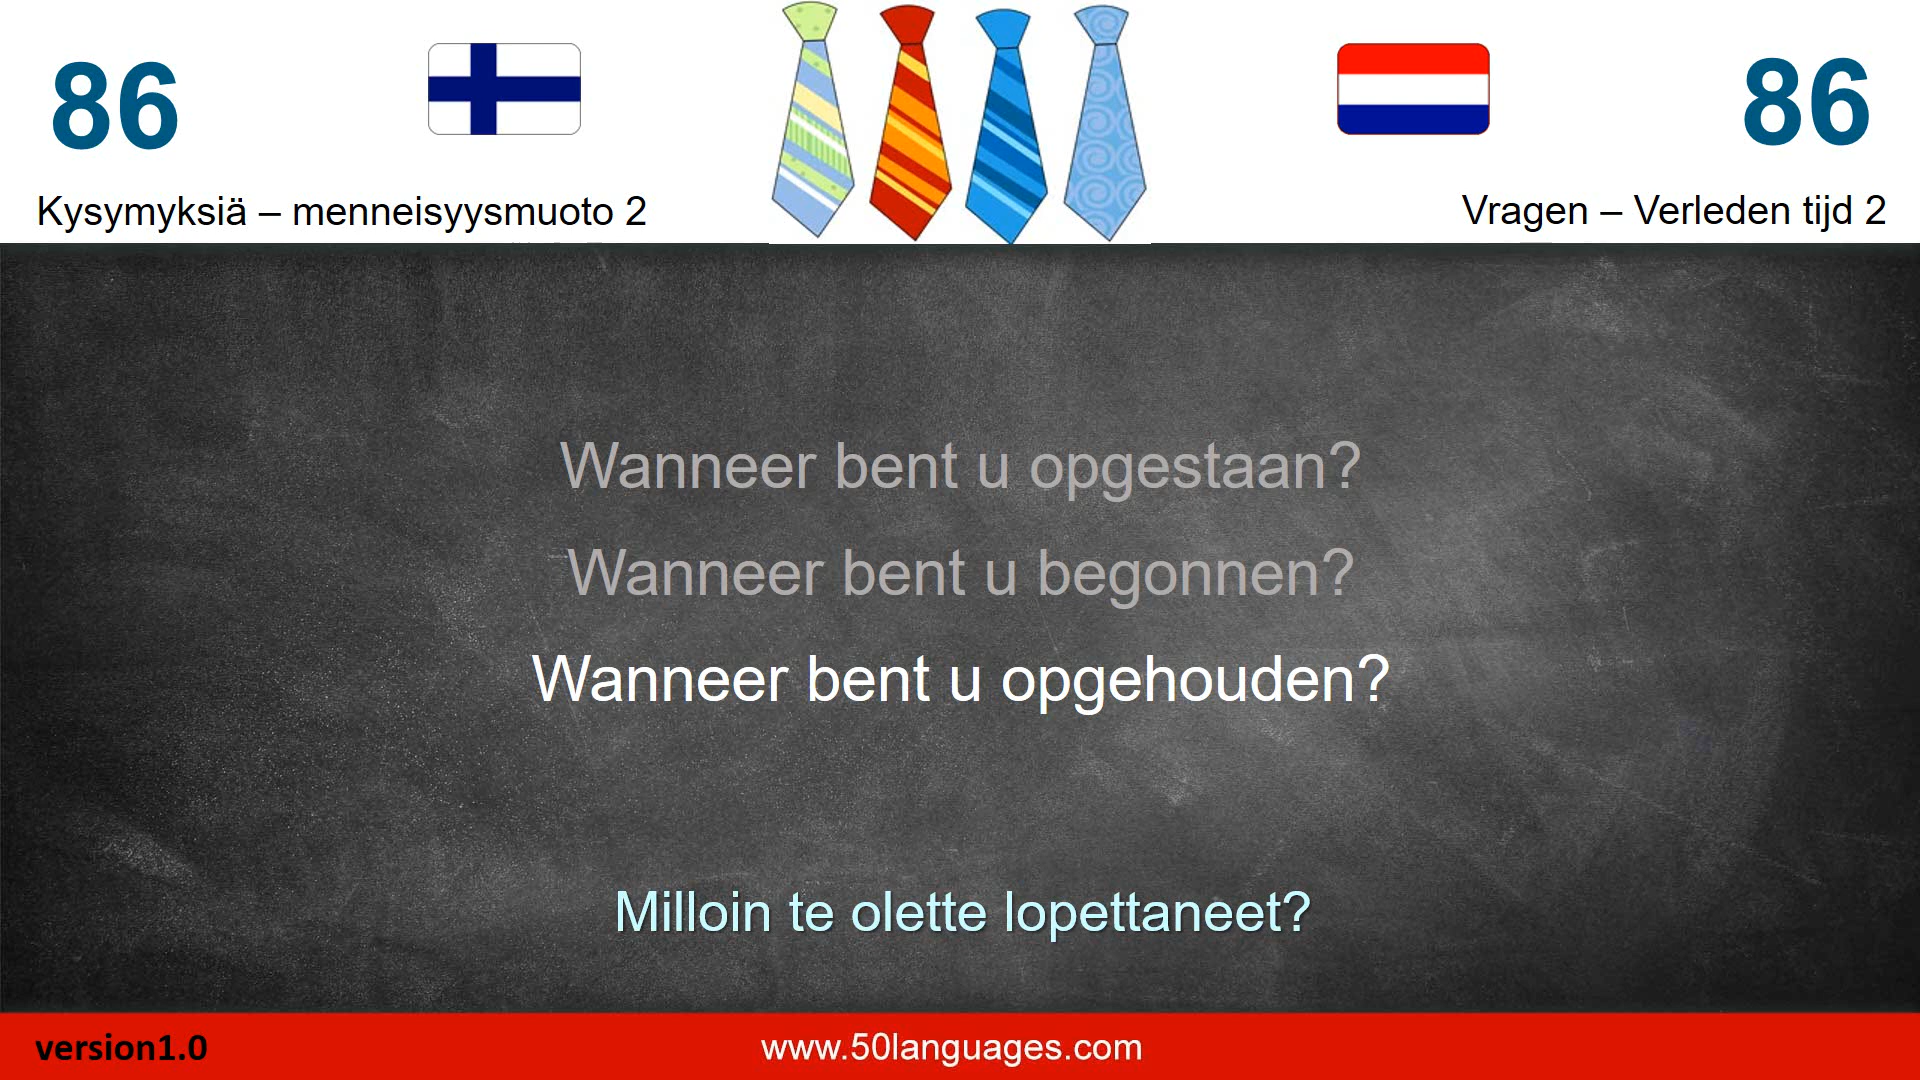 86
86
Kysymyksiä – menneisyysmuoto 2
Vragen – Verleden tijd 2
Wanneer bent u opgestaan?
Wanneer bent u begonnen?
Wanneer bent u opgehouden?
Milloin te olette lopettaneet?
version1.0
www.50languages.com